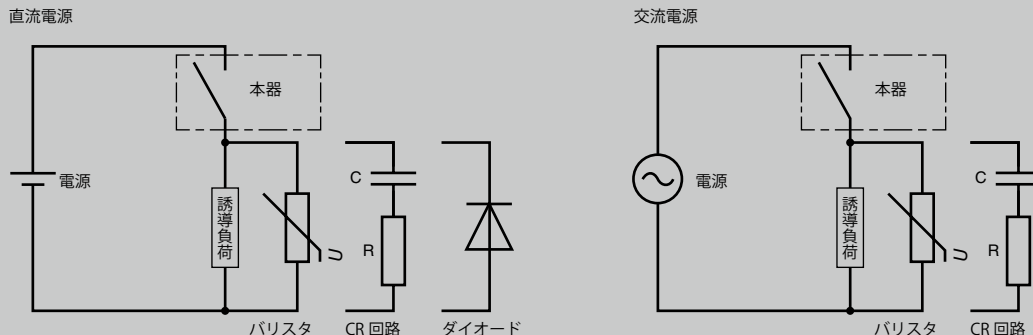 直流電源
本器
電源
誘導負荷
U
バリスタ
C
R
CR 回路
ダイオード
交流電源
本器
電源
誘導負荷
U
バリスタ
C
R
CR 回路